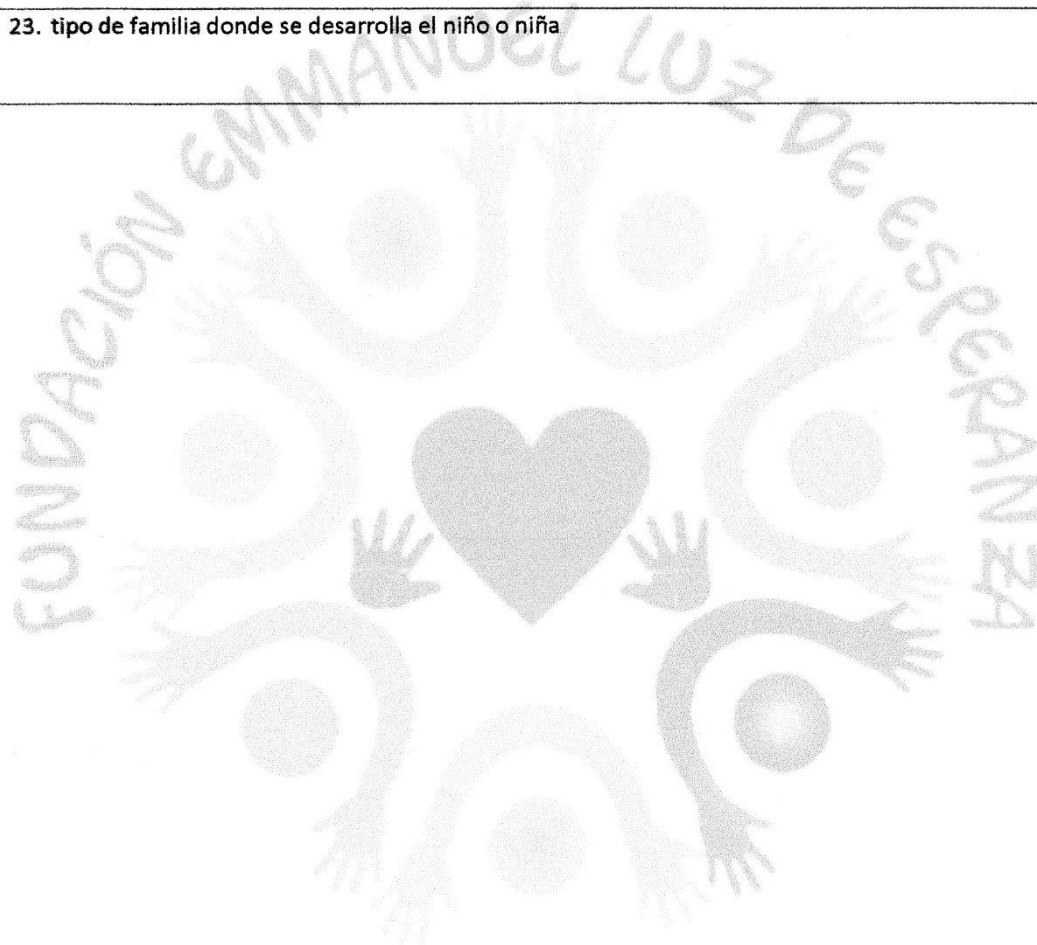 23. tipo de familia donde se desarrolla el niño o niña
FUNDACIÓN EMMANUEL LUZ DE ESPERANZA